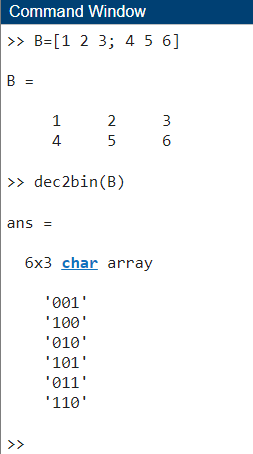 Command Window
>> B=[1 2 3; 4 5 6]
B =
1 2 3
4 5 6
>> dec2bin(B)
ans =
6x3 char array
'001'
'100'
'010'
'101'
'011'
'110'
>>